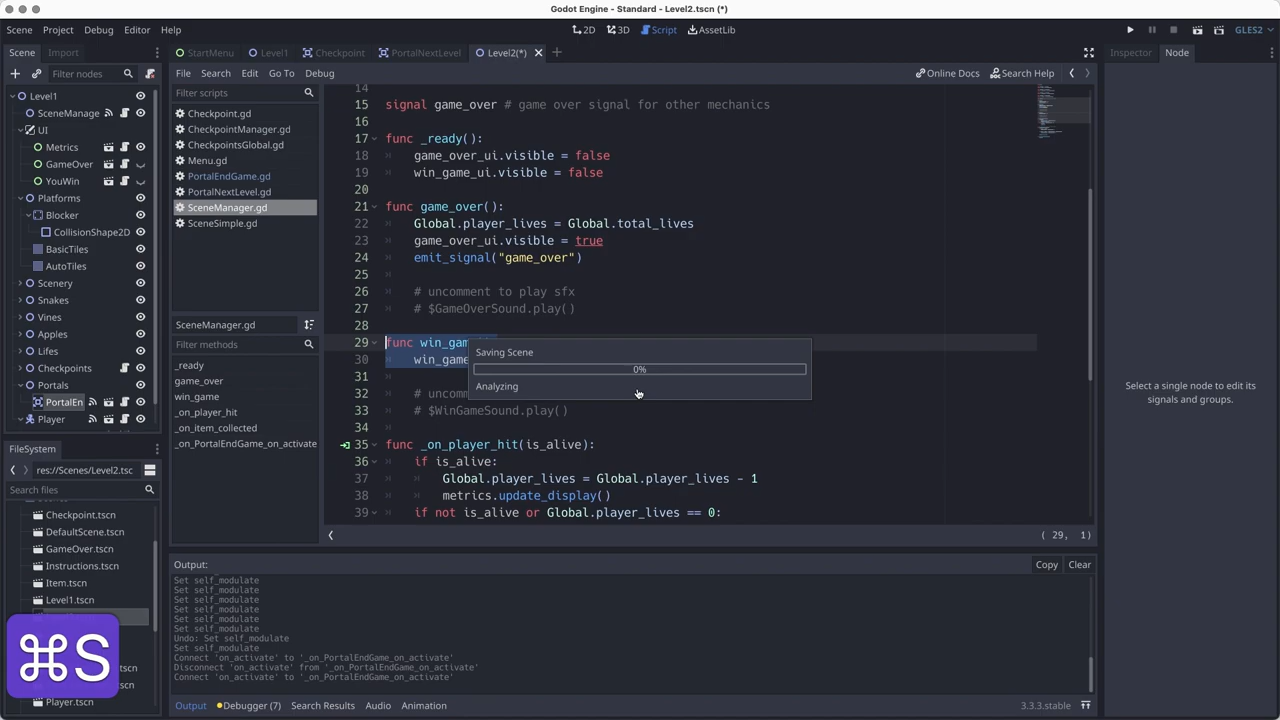 Godot Engine - Standard - Level2.tscn (*)
Scene Project Debug Editor Help
2D 3D Script AssetLib
GLES2
Scene Import
StartMenu Level1 Checkpoint PortalNextLevel Level2(*)
Inspector Node
Filter nodes
File Search Edit Go To Debug
Online Docs Search Help
Level1
SceneManage
UI
Metrics
GameOver
YouWin
Platforms
Blocker
CollisionShape2D
BasicTiles
AutoTiles
Scenery
Snakes
Vines
Apples
Lifes
Checkpoints
Portals
PortalEn
Player
Filter scripts
Checkpoint.gd
CheckpointManager.gd
CheckpointsGlobal.gd
Menu.gd
PortalEndGame.gd
PortalNextLevel.gd
SceneManager.gd
SceneSimple.gd
SceneManager.gd
Filter methods
_ready
game_over
win_game
_on_player_hit
_on_item_collected
_on_PortalEndGame_on_activate
14
15 signal game_over # game over signal for other mechanics
16
17 func _ready():
18 game_over_ui.visible = false
19 win_game_ui.visible = false
20
21 func game_over():
22 Global.player_lives = Global.total_lives
23 game_over_ui.visible = true
24 emit_signal("game_over")
25
26 # uncomment to play sfx
27 # $GameOverSound.play()
28
29 func win_gam
30 win_game
31
32 # uncomm
33 # $WinGameSound.play()
34
35 func _on_player_hit(is_alive):
36 if is_alive:
37 Global.player_lives = Global.player_lives - 1
38 metrics.update_display()
39 if not is_alive or Global.player_lives == 0:
( 29, 1)
Saving Scene
0%
Analyzing
Select a single node to edit its
signals and groups.
FileSystem
res://Scenes/Level2.tsc
Search files
Checkpoint.tscn
DefaultScene.tscn
GameOver.tscn
Instructions.tscn
Item.tscn
Level1.tscn
Player.tscn
⌘S
Output:
Copy Clear
Set self_modulate
Set self_modulate
Set self_modulate
Set self_modulate
Set self_modulate
Set self_modulate
Undo: Set self_modulate
Set self_modulate
Connect 'on_activate' to '_on_PortalEndGame_on_activate'
Disconnect 'on_activate' from '_on_PortalEndGame_on_activate'
Connect 'on_activate' to '_on_PortalEndGame_on_activate'
Output Debugger (7) Search Results Audio Animation
3.3.3.stable